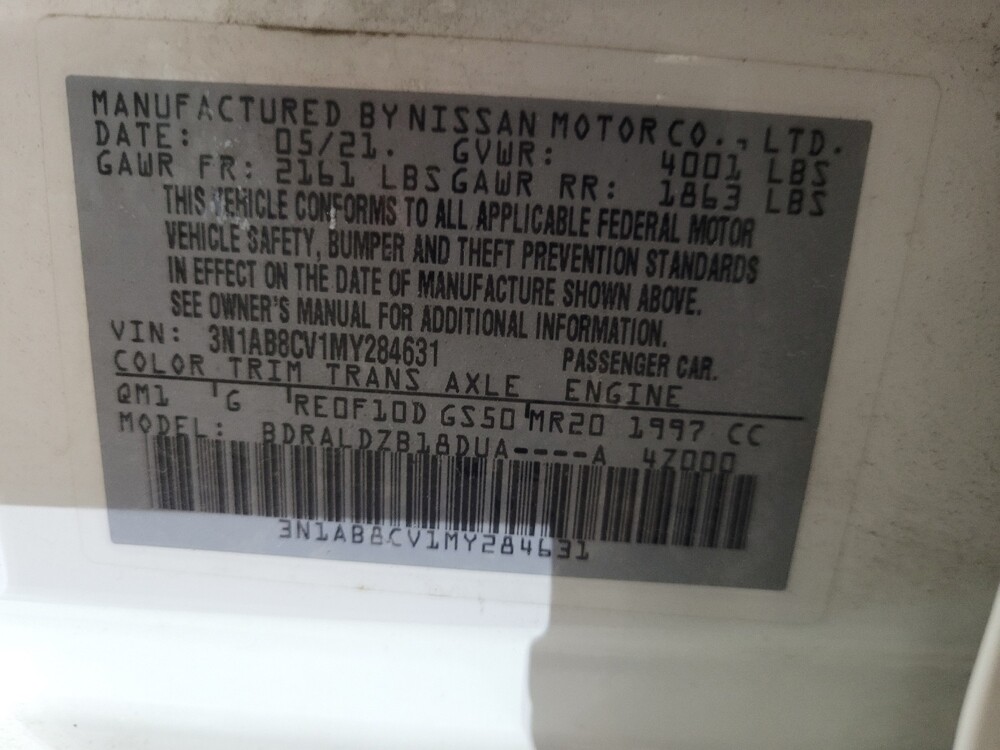 MANUFACTURED BY NISSAN MOTOR CO., LTD.
DATE: 05/21. GVWR: 4001 LBS
GAWR FR: 2161 LBS GAWR RR: 1863 LBS
THIS VEHICLE CONFORMS TO ALL APPLICABLE FEDERAL MOTOR
VEHICLE SAFETY, BUMPER AND THEFT PREVENTION STANDARDS
IN EFFECT ON THE DATE OF MANUFACTURE SHOWN ABOVE.
SEE OWNER'S MANUAL FOR ADDITIONAL INFORMATION.
VIN: 3N1AB8CV1MY284631 PASSENGER CAR.
COLOR TRIM TRANS AXLE ENGINE
QM1 G RE0F10D GS50 MR20 1997 CC
MODEL: BDRALDZB18DUA----A 47000
3N1AB8CV1MY284631